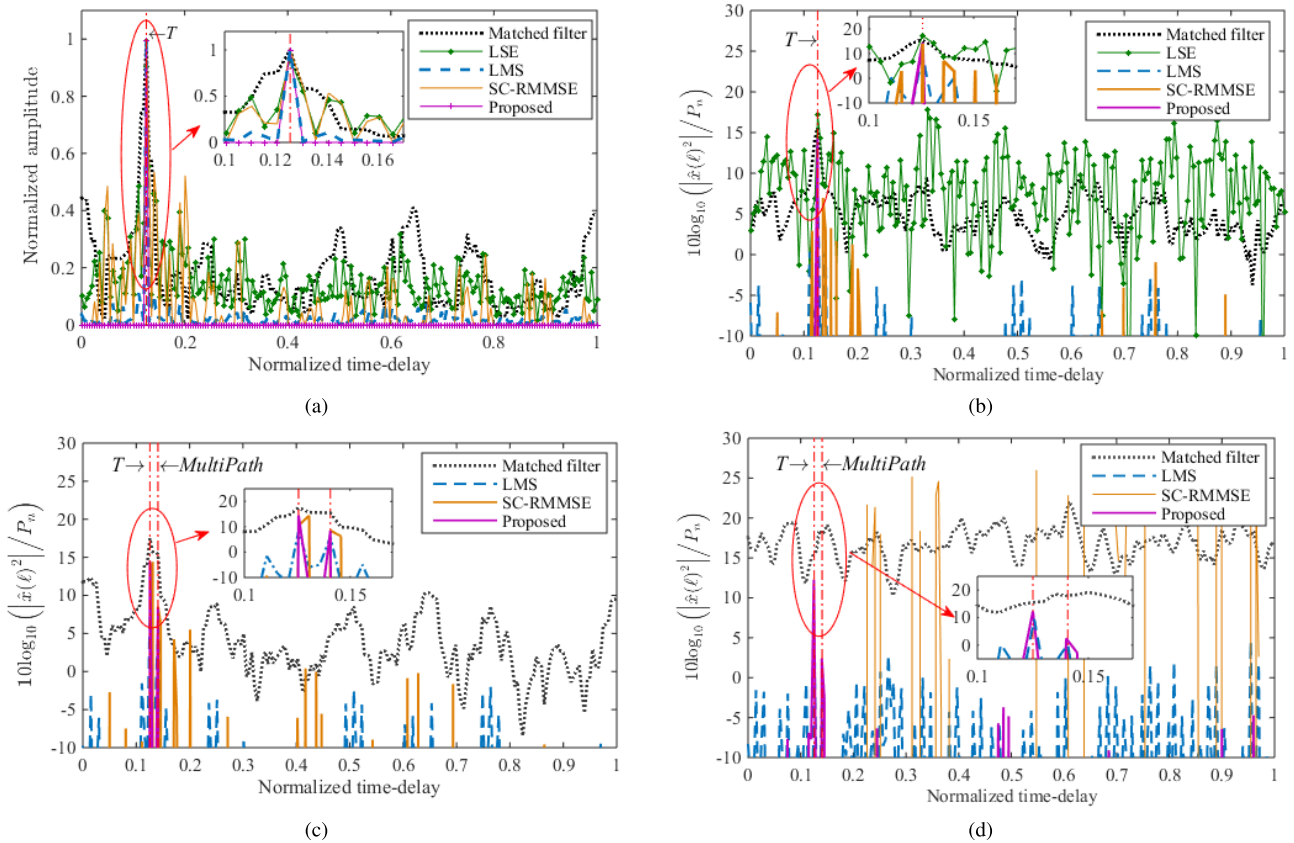 1
0.8
0.6
0.4
0.2
0
Normalized amplitude
←T
1
0.5
0
0.1 0.12 0.14 0.16
Matched filter
LSE
LMS
SC-RMMSE
Proposed
0 0.2 0.4 0.6 0.8 1
Normalized time-delay
(a)
30
25
20
15
10
5
0
-5
-10
10log₁₀ (|x̂(ℓ)²|/Pₙ)
T→
20
10
0
-10
0.1 0.15
Matched filter
LSE
LMS
SC-RMMSE
Proposed
0 0.1 0.2 0.3 0.4 0.5 0.6 0.7 0.8 0.9 1
Normalized time-delay
(b)
30
25
20
15
10
5
0
-5
-10
10log₁₀ (|x̂(ℓ)²|/Pₙ)
T→ ←MultiPath
20
10
0
-10
0.1 0.15
Matched filter
LMS
SC-RMMSE
Proposed
0 0.1 0.2 0.3 0.4 0.5 0.6 0.7 0.8 0.9 1
Normalized time-delay
(c)
30
25
20
15
10
5
0
-5
-10
10log₁₀ (|x̂(ℓ)²|/Pₙ)
T→ ←MultiPath
20
10
0
0.1 0.15
Matched filter
LMS
SC-RMMSE
Proposed
0 0.1 0.2 0.3 0.4 0.5 0.6 0.7 0.8 0.9 1
Normalized time-delay
(d)